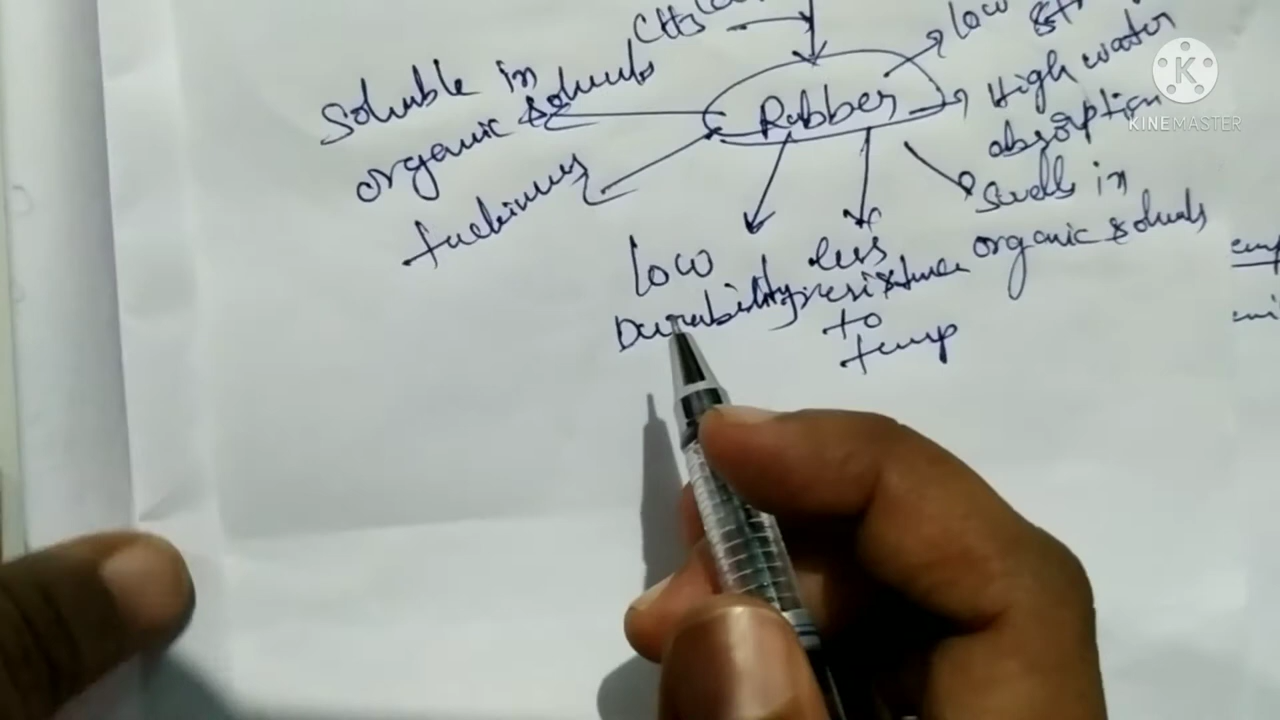 CH3
low
Soluble in
organic solvents
Rubber
High water
absorption
swells in
organic solvents
low
Durability
less
resistance
to
temp
KINEMASTER